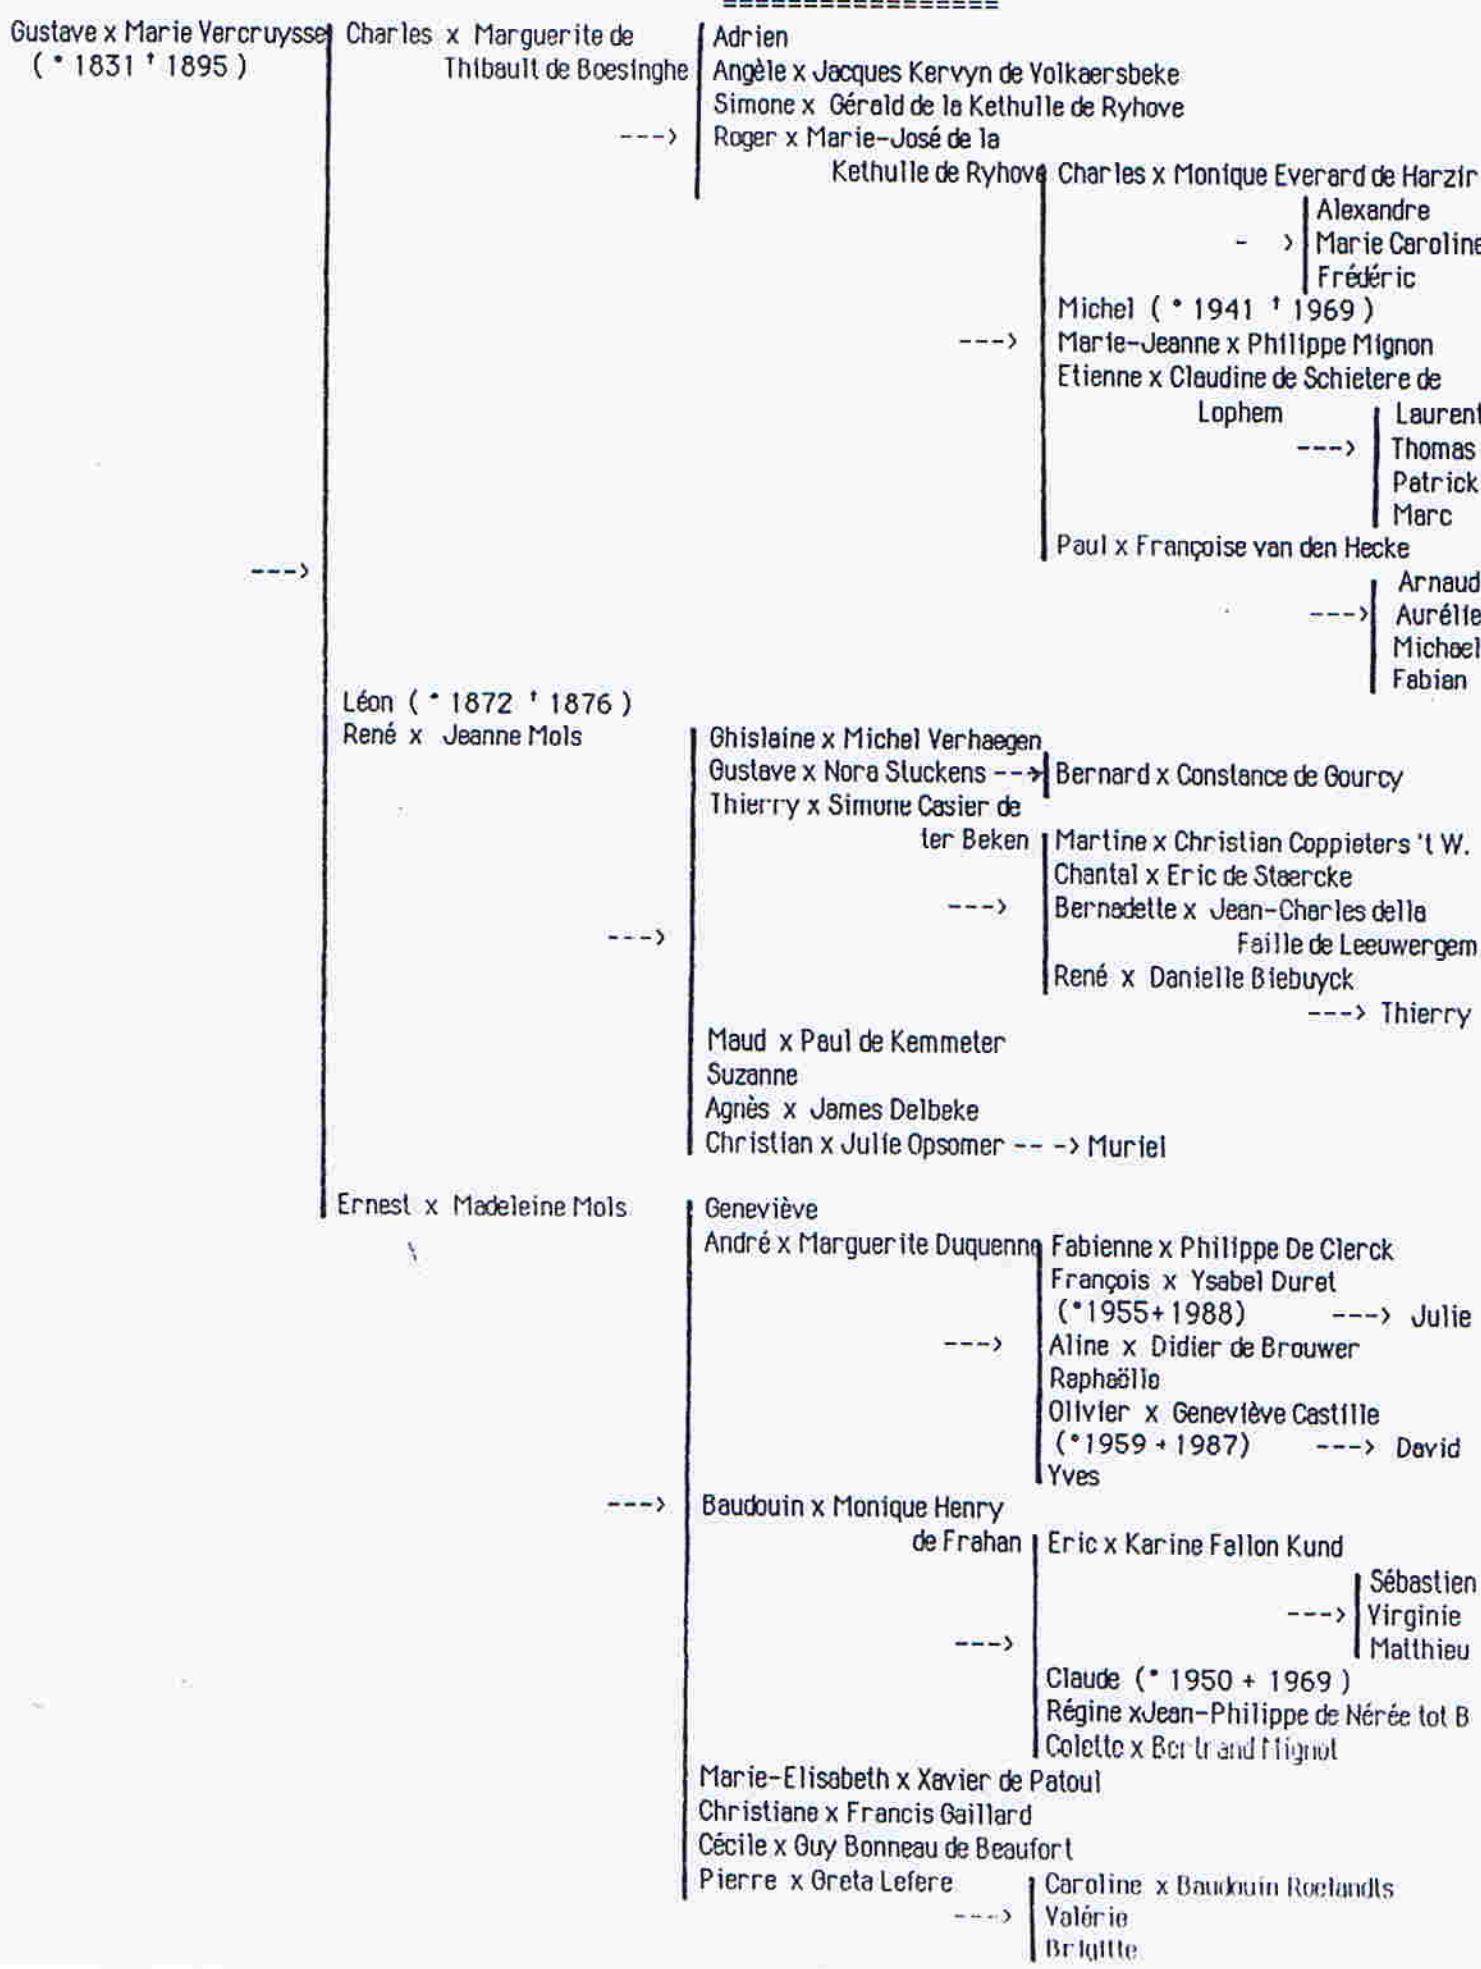 =================
Gustave x Marie Vercruysse
( ° 1831 † 1895 )
Charles x Marguerite de
Thibault de Boesinghe
Adrien
Angèle x Jacques Kervyn de Volkaersbeke
Simone x Gérald de la Kethulle de Ryhove
---> Roger x Marie-José de la
Kethulle de Ryhove
Charles x Monique Everard de Harzir
Alexandre
- > Marie Caroline
Frédéric
Michel ( ° 1941 † 1969 )
---> Marie-Jeanne x Philippe Mignon
Etienne x Claudine de Schietere de
Lophem
Laurent
---> Thomas
Patrick
Marc
Paul x Françoise van den Hecke
--->
Arnaud
---> Aurélie
Michael
Fabian
Léon ( ° 1872 † 1876 )
René x Jeanne Mols
Ghislaine x Michel Verhaegen
Gustave x Nora Stuckens ---> Bernard x Constance de Gourcy
Thierry x Simone Casier de
ter Beken
Martine x Christian Coppieters 't W.
Chantal x Eric de Staercke
---> Bernadette x Jean-Charles della
--->
Faille de Leeuwergem
René x Danielle Biebuyck
---> Thierry
Maud x Paul de Kemmeter
Suzanne
Agnès x James Delbeke
Christian x Julie Opsomer -- -> Muriel
Ernest x Madeleine Mols
Geneviève
André x Marguerite Duquenne
Fabienne x Philippe De Clerck
François x Ysabel Duret
(°1955+1988) ---> Julie
---> Aline x Didier de Brouwer
Raphaëlle
Olivier x Geneviève Castille
(°1959 + 1987) ---> David
Yves
---> Baudouin x Monique Henry
de Frahan
Eric x Karine Fallon Kund
Sébastien
---> Virginie
Matthieu
--->
Claude (° 1950 + 1969 )
Régine xJean-Philippe de Nérée tot B
Colette x Bertrand Mignot
Marie-Elisabeth x Xavier de Patoul
Christiane x Francis Gaillard
Cécile x Guy Bonneau de Beaufort
Pierre x Greta Lefere
Caroline x Baudouin Roelandts
---> Valérie
Brigitte